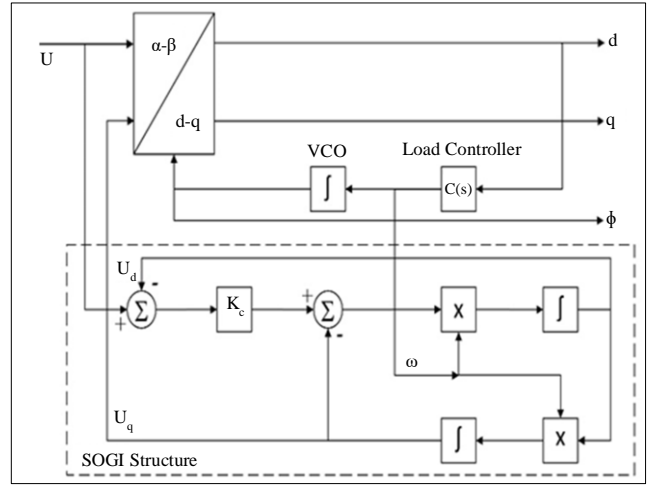 U
α-β
d-q
d
q
VCO
Load Controller
∫
C(s)
ϕ
U_d
-
Σ
+
K_c
+
Σ
-
X
∫
ω
U_q
∫
X
SOGI Structure